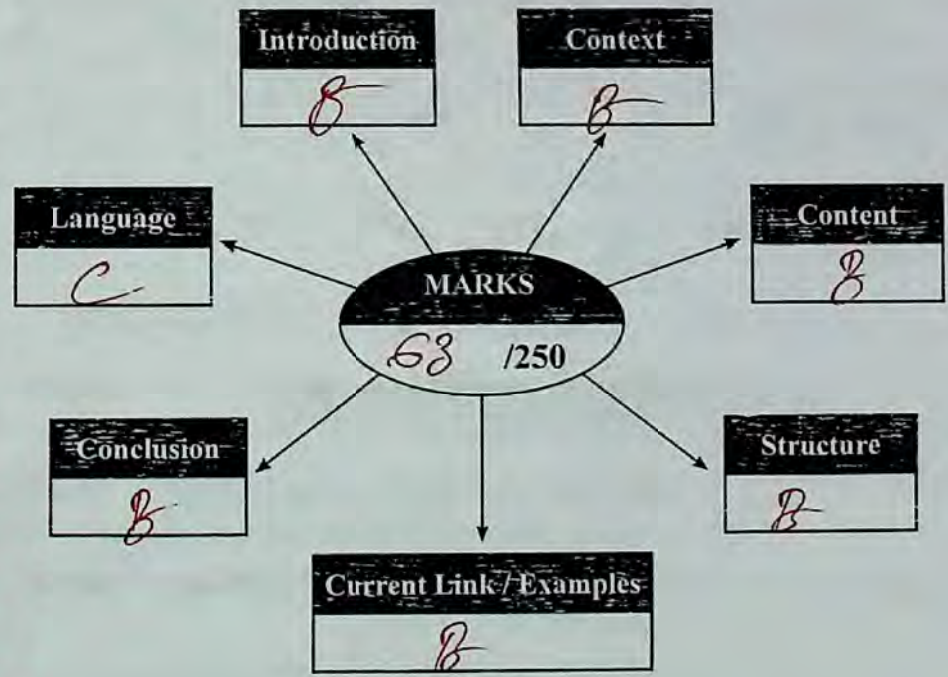 Introduction
B
Context
B
Language
C
Content
B
MARKS
63 /250
Conclusion
B
Structure
B
Current Link / Examples
B